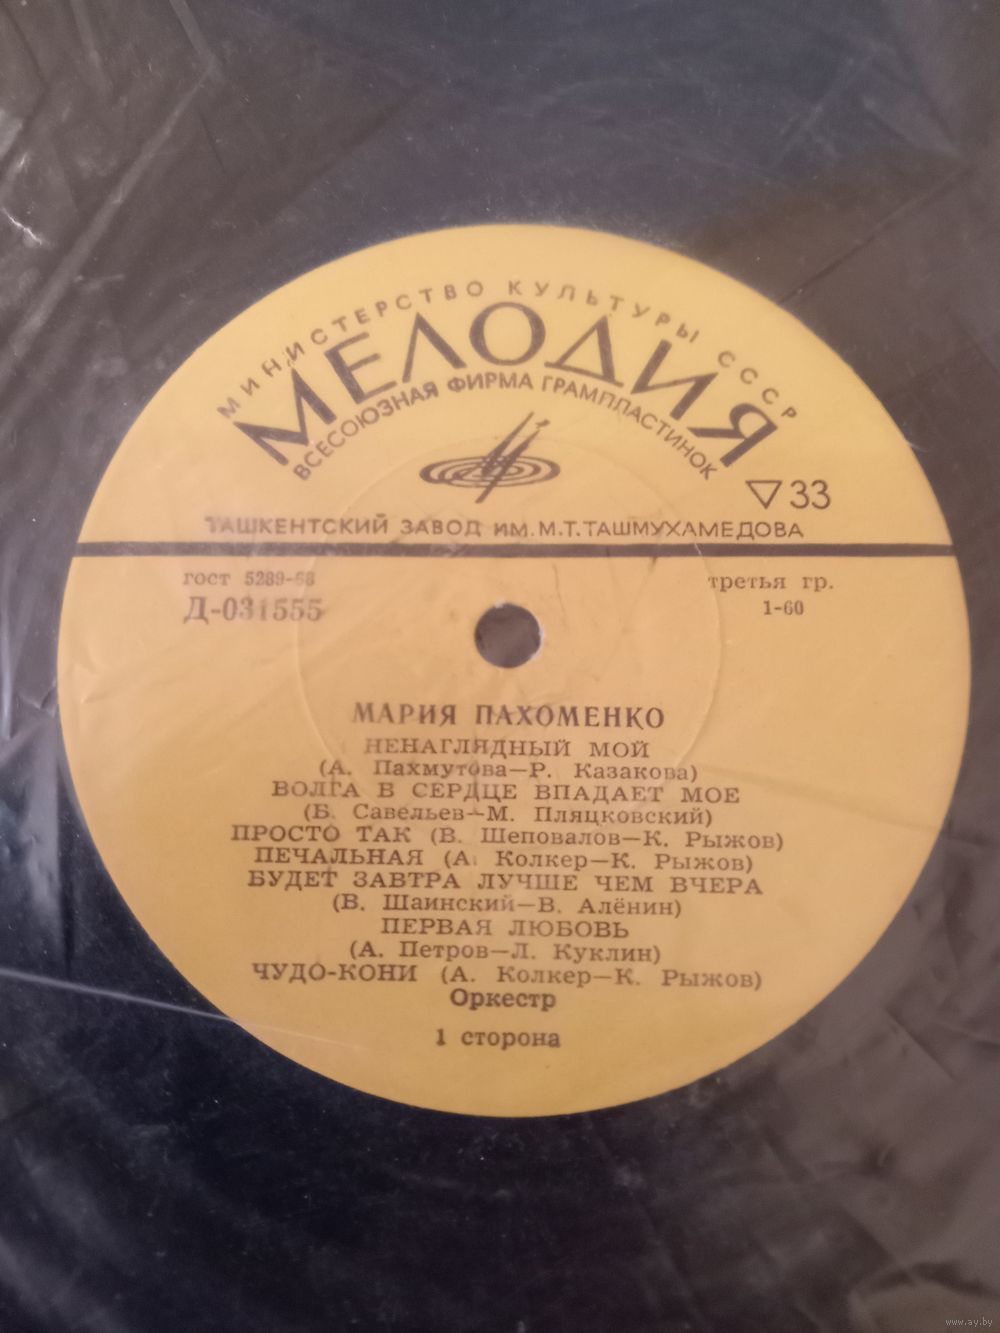 МИНИСТЕРСТВО КУЛЬТУРЫ СССР
МЕЛОДИЯ
ВСЕСОЮЗНАЯ ФИРМА ГРАМПЛАСТИНОК
▽33
ТАШКЕНТСКИЙ ЗАВОД ИМ. М.Т. ТАШМУХАМЕДОВА
гост 5289-68
третья гр.
Д-031555
1-60
МАРИЯ ПАХОМЕНКО
НЕНАГЛЯДНЫЙ МОЙ
(А. Пахмутова—Р. Казакова)
ВОЛГА В СЕРДЦЕ ВПАДАЕТ МОЕ
(Б. Савельев—М. Пляцковский)
ПРОСТО ТАК (В. Шеповалов—К. Рыжов)
ПЕЧАЛЬНАЯ (А. Колкер—К. Рыжов)
БУДЕТ ЗАВТРА ЛУЧШЕ ЧЕМ ВЧЕРА
(В. Шаинский—В. Алёнин)
ПЕРВАЯ ЛЮБОВЬ
(А. Петров—Л. Куклин)
ЧУДО-КОНИ (А. Колкер—К. Рыжов)
Оркестр
1 сторона
www.ay.by